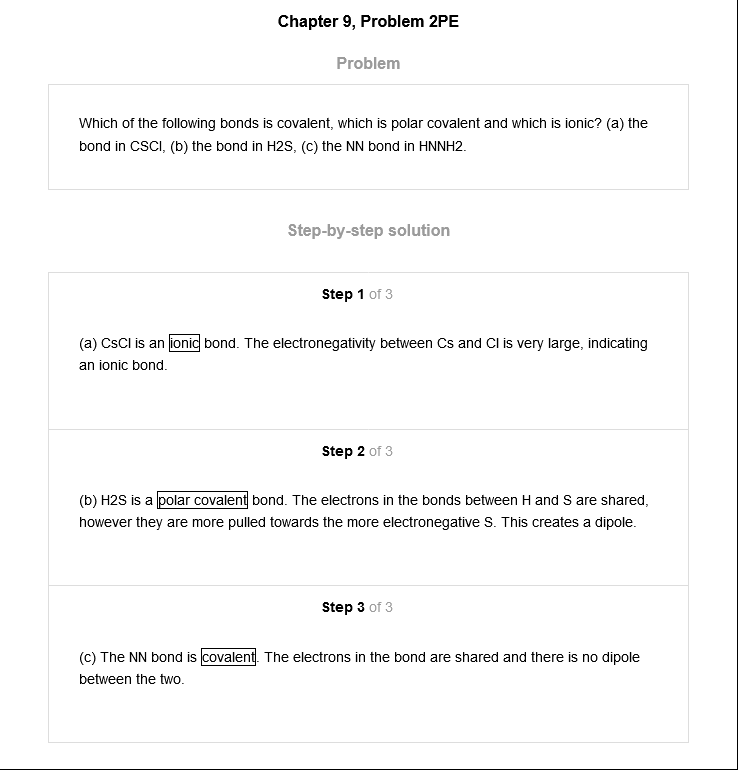 Chapter 9, Problem 2PE
Problem
Which of the following bonds is covalent, which is polar covalent and which is ionic? (a) the
bond in CSCl, (b) the bond in H2S, (c) the NN bond in HNNH2.
Step-by-step solution
Step 1 of 3
(a) CsCl is an ionic bond. The electronegativity between Cs and Cl is very large, indicating
an ionic bond.
Step 2 of 3
(b) H2S is a polar covalent bond. The electrons in the bonds between H and S are shared,
however they are more pulled towards the more electronegative S. This creates a dipole.
Step 3 of 3
(c) The NN bond is covalent. The electrons in the bond are shared and there is no dipole
between the two.